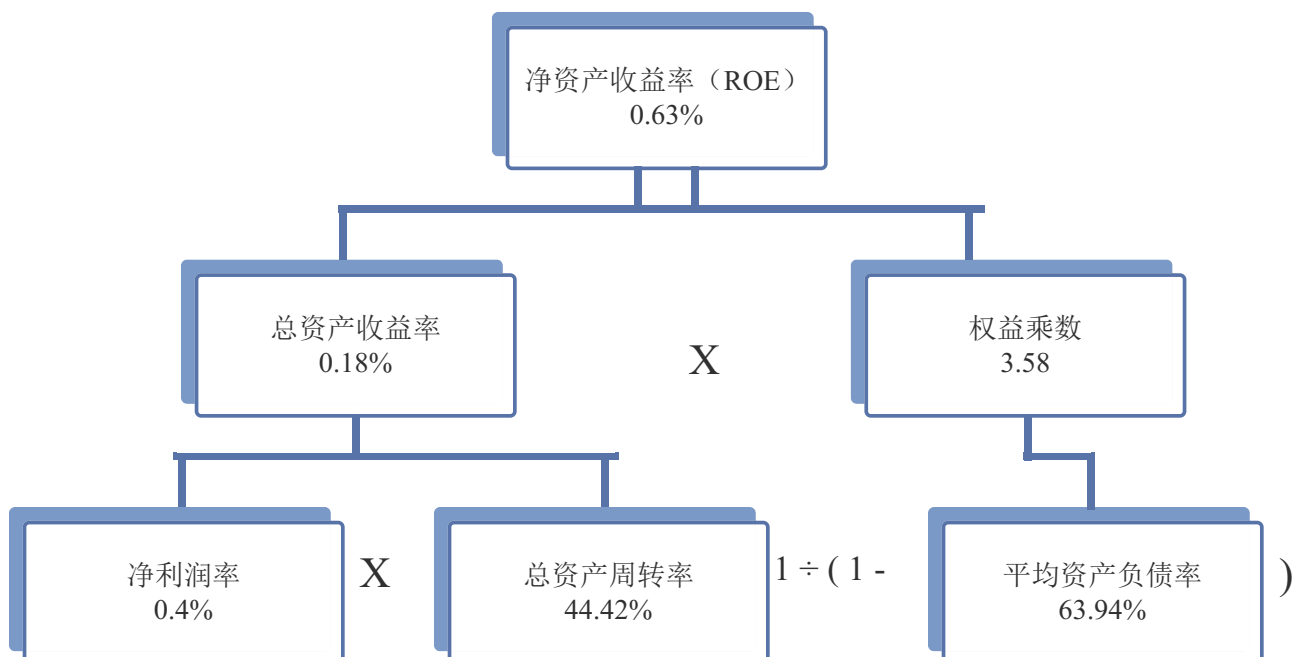 净资产收益率（ROE）
0.63%
总资产收益率
0.18%
X
权益乘数
3.58
净利润率
0.4%
X
总资产周转率
44.42%
1 ÷ ( 1 -
平均资产负债率
63.94%
)